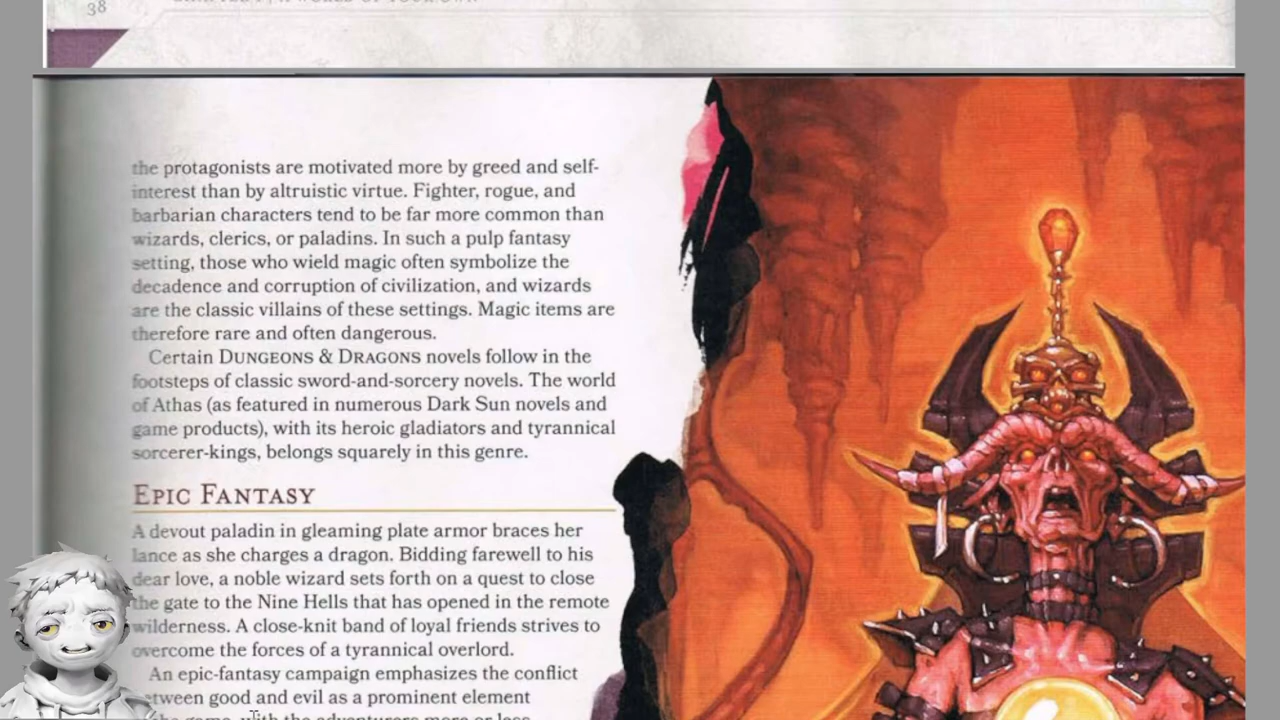 38
the protagonists are motivated more by greed and self-
interest than by altruistic virtue. Fighter, rogue, and
barbarian characters tend to be far more common than
wizards, clerics, or paladins. In such a pulp fantasy
setting, those who wield magic often symbolize the
decadence and corruption of civilization, and wizards
are the classic villains of these settings. Magic items are
therefore rare and often dangerous.
Certain DUNGEONS & DRAGONS novels follow in the
footsteps of classic sword-and-sorcery novels. The world
of Athas (as featured in numerous Dark Sun novels and
game products), with its heroic gladiators and tyrannical
sorcerer-kings, belongs squarely in this genre.
EPIC FANTASY
A devout paladin in gleaming plate armor braces her
lance as she charges a dragon. Bidding farewell to his
dear love, a noble wizard sets forth on a quest to close
the gate to the Nine Hells that has opened in the remote
wilderness. A close-knit band of loyal friends strives to
overcome the forces of a tyrannical overlord.
An epic-fantasy campaign emphasizes the conflict
between good and evil as a prominent element
the game, with the adventurers more or less